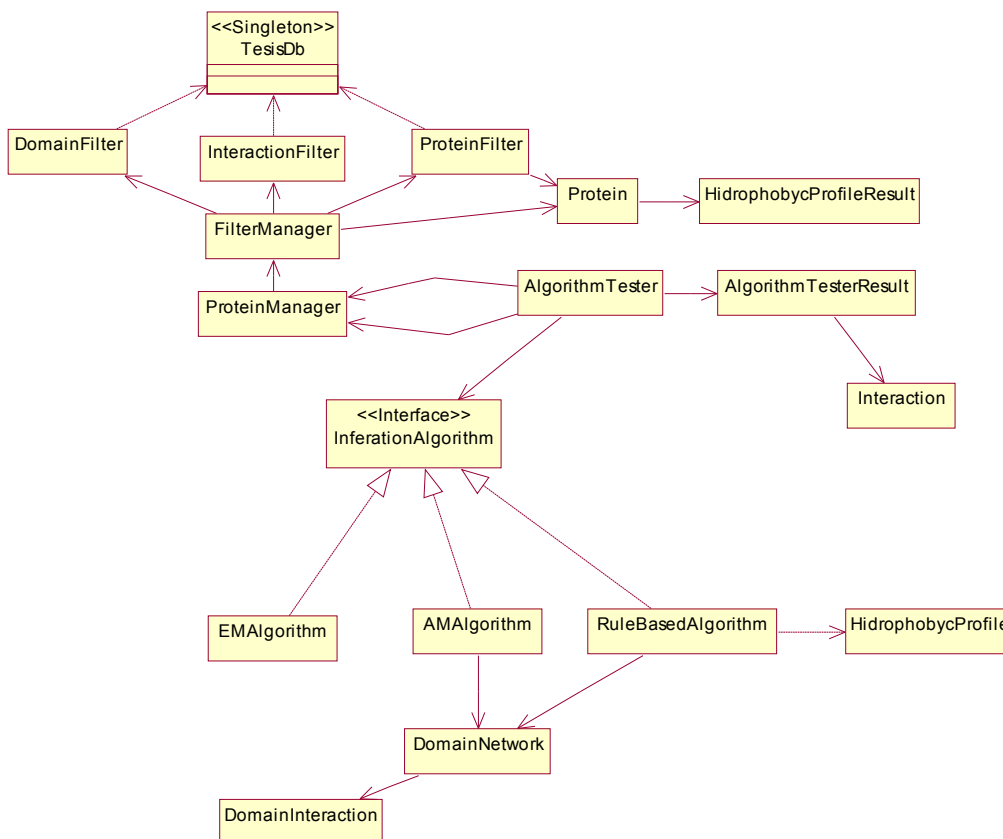 <<Singleton>>
TesisDb
DomainFilter
InteractionFilter
ProteinFilter
Protein
HidrophobycProfileResult
FilterManager
ProteinManager
AlgorithmTester
AlgorithmTesterResult
Interaction
<<Interface>>
InferationAlgorithm
EMAlgorithm
AMAlgorithm
RuleBasedAlgorithm
HidrophobycProfile
DomainNetwork
DomainInteraction